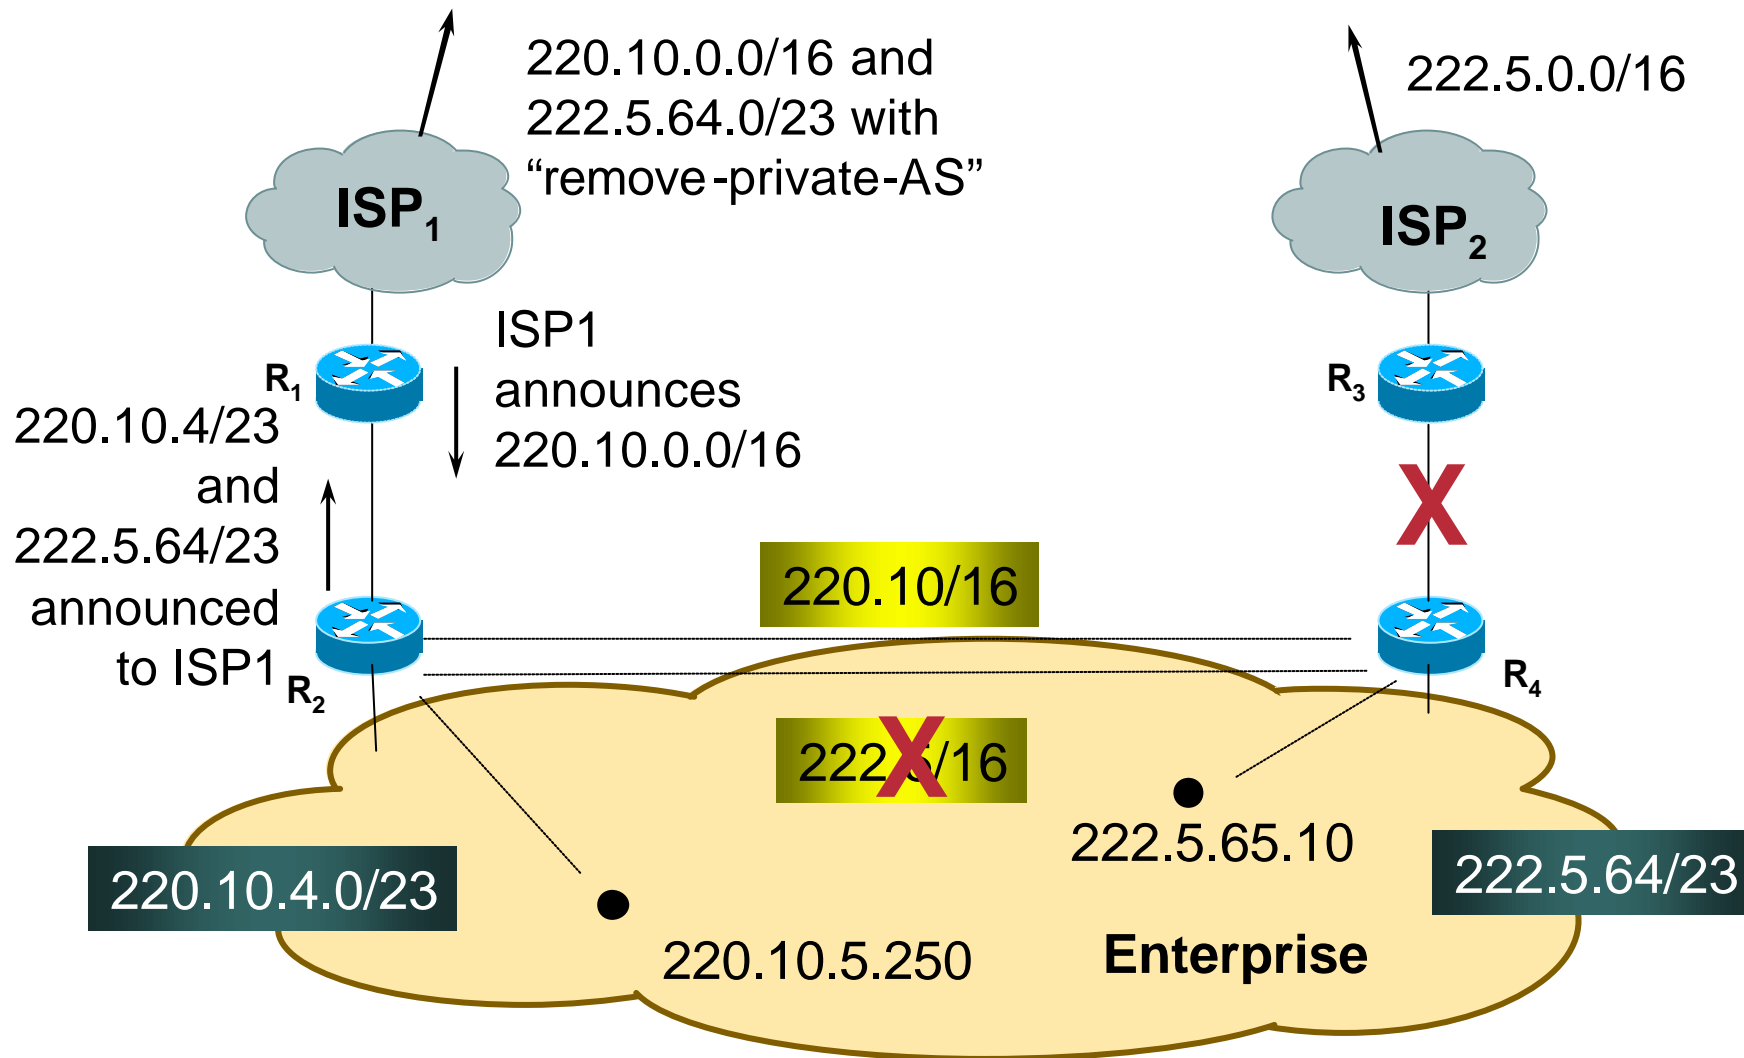 220.10.0.0/16 and
222.5.64.0/23 with
“remove-private-AS”
222.5.0.0/16
ISP1
ISP2
R1
ISP1
announces
220.10.0.0/16
R3
220.10.4/23
and
222.5.64/23
announced
to ISP1
X
220.10/16
R2
R4
222.5/16
X
222.5.65.10
220.10.4.0/23
222.5.64/23
220.10.5.250
Enterprise